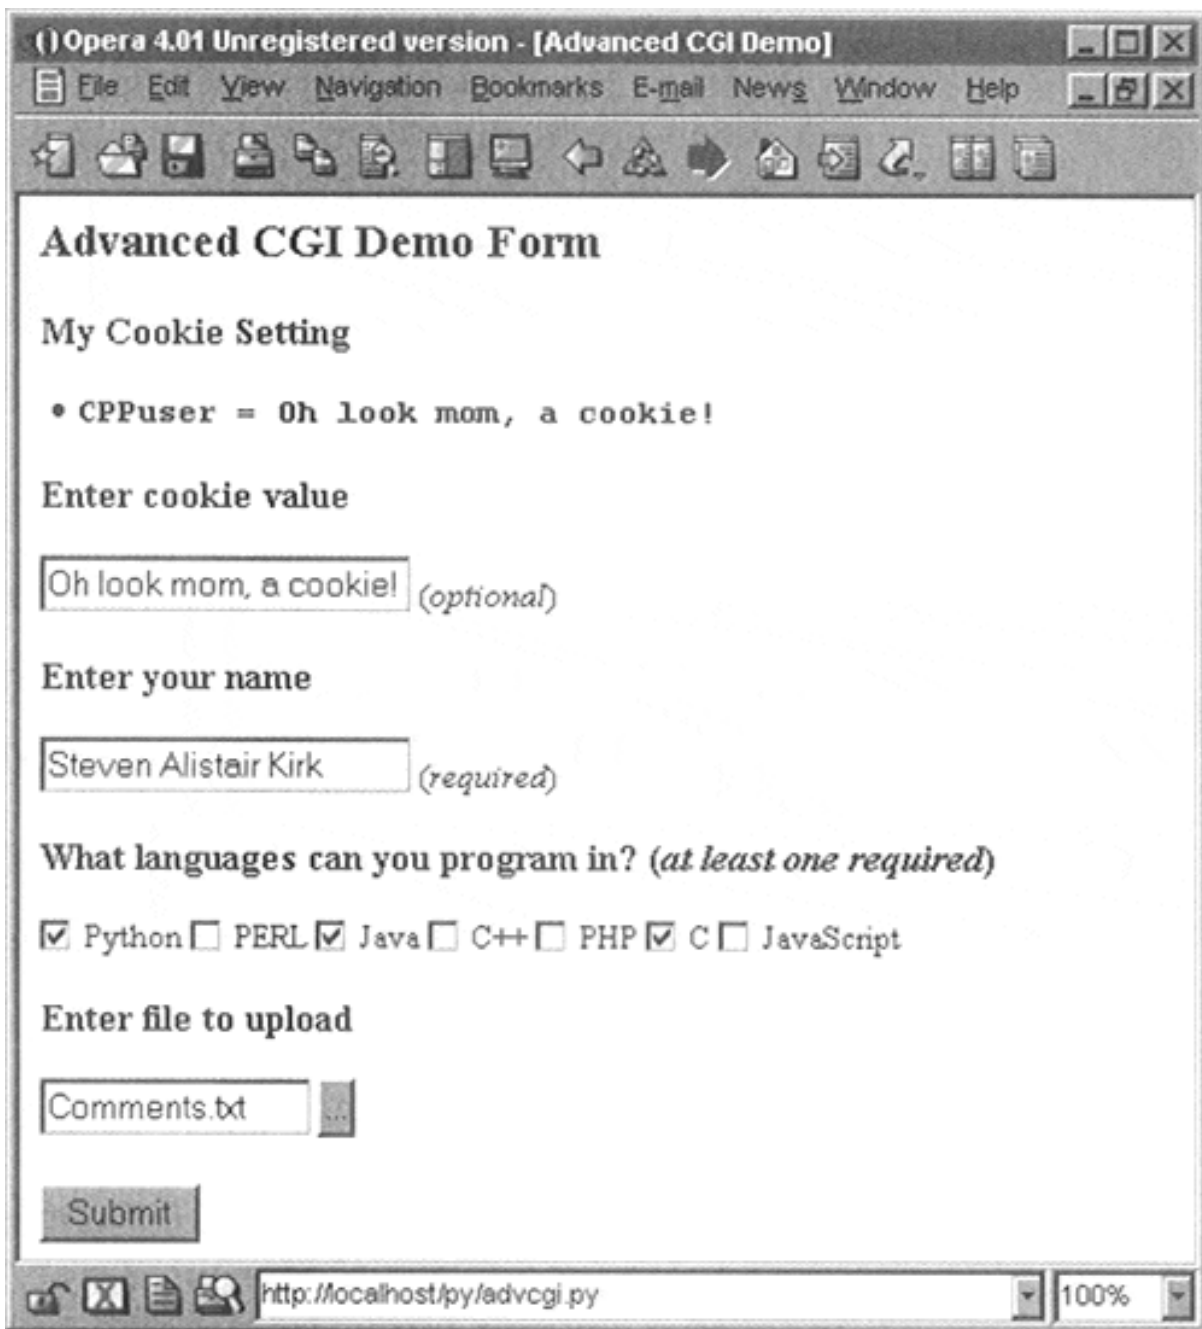 Opera 4.01 Unregistered version - [Advanced CGI Demo]
File Edit View Navigation Bookmarks E-mail News Window Help
Advanced CGI Demo Form
My Cookie Setting
• CPPuser = Oh look mom, a cookie!
Enter cookie value
Oh look mom, a cookie! (optional)
Enter your name
Steven Alistair Kirk (required)
What languages can you program in? (at least one required)
Python PERL Java C++ PHP C JavaScript
Enter file to upload
Comments.txt ...
Submit
http://localhost/py/advcgi.py 100%